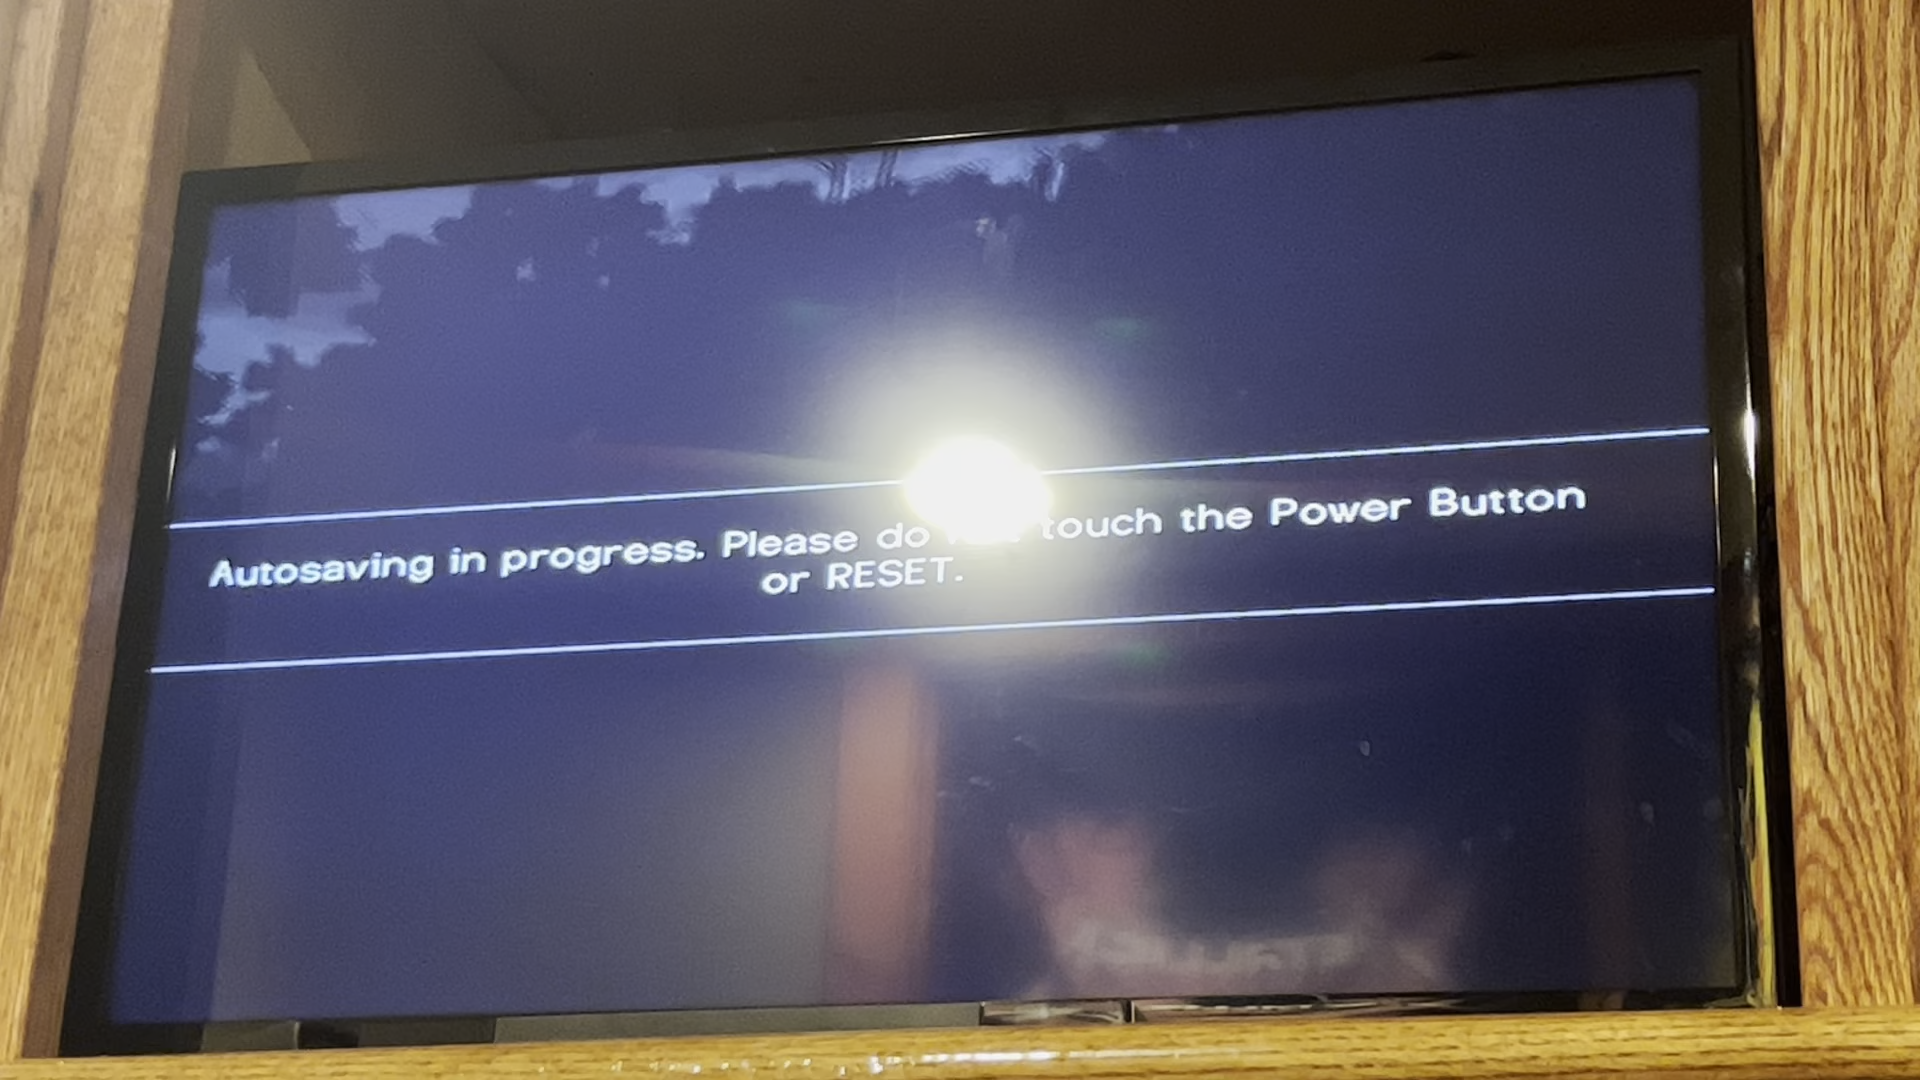 Autosaving in progress. Please do touch the Power Button
or RESET.